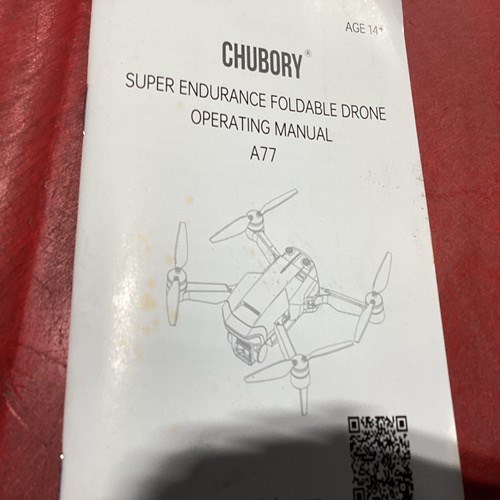 AGE 14+
CHUBORY®
SUPER ENDURANCE FOLDABLE DRONE
OPERATING MANUAL
A77